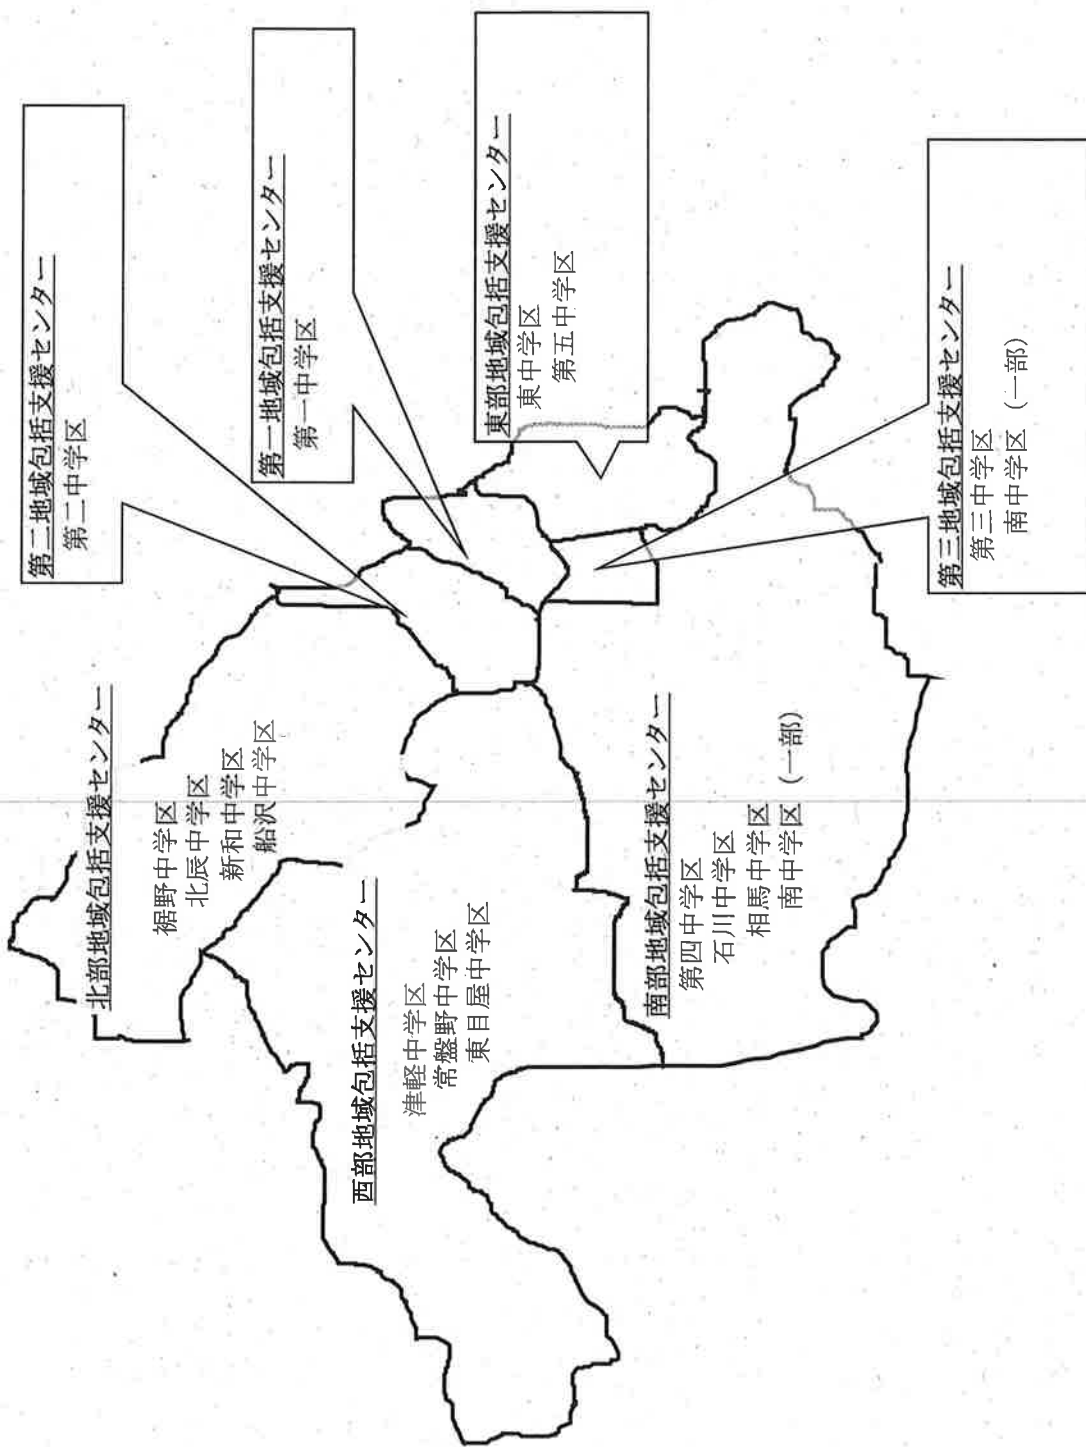 第二地域包括支援センター
第二中学区
第一地域包括支援センター
第一中学区
東部地域包括支援センター
東中学区
第五中学区
第三地域包括支援センター
第三中学区
南中学区（一部）
北部地域包括支援センター
裾野中学区
北辰中学区
新和中学区
船沢中学区
西部地域包括支援センター
津軽中学区
常盤野中学区
東目屋中学区
南部地域包括支援センター
第四中学区
石川中学区
相馬中学区
南中学区（一部）